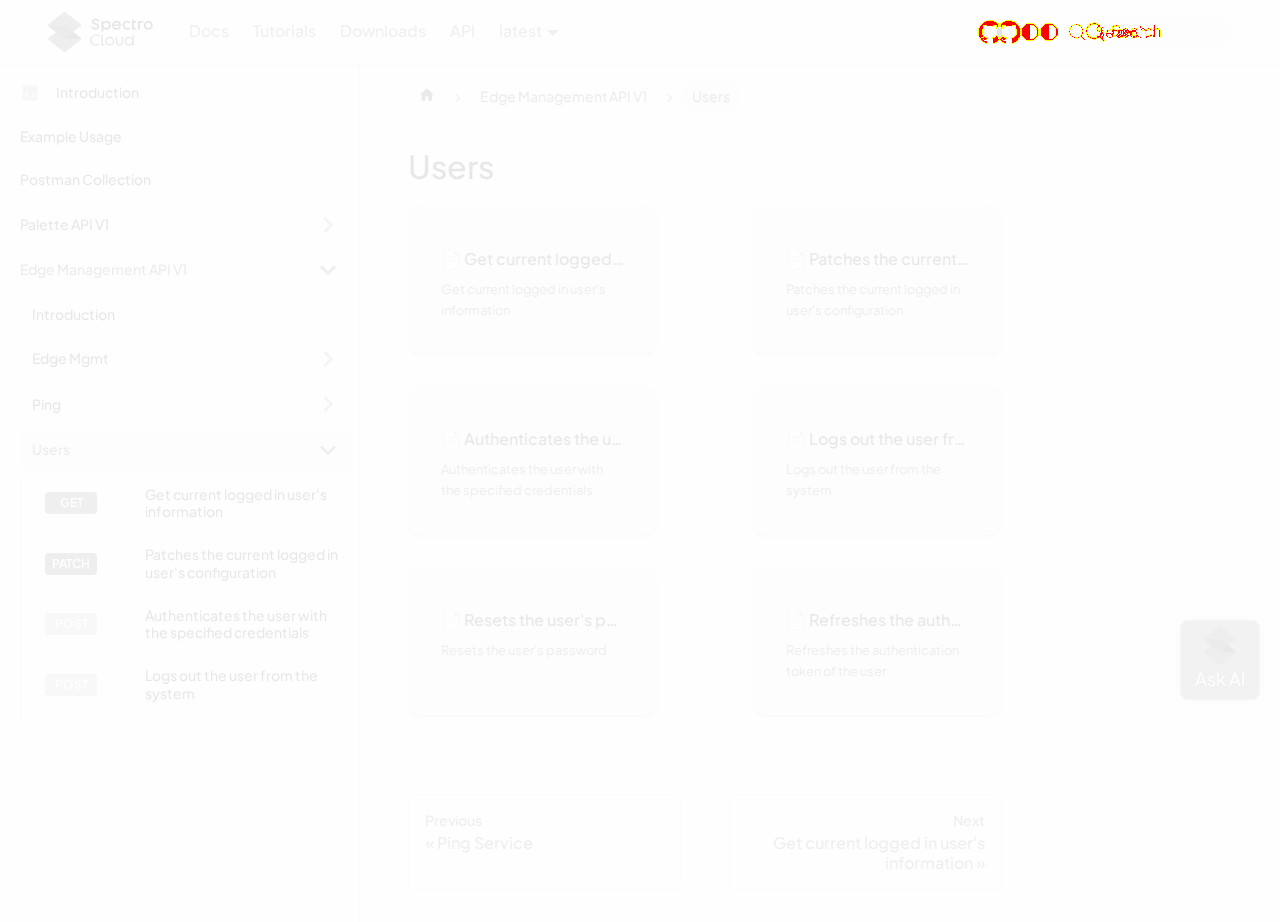 Spectro Cloud
Docs
Tutorials
Downloads
API
latest
Introduction
Example Usage
Postman Collection
Palette API V1
Edge Management API V1
Introduction
Edge Mgmt
Ping
Users
GET Get current logged in user's
information
PATCH Patches the current logged in
user's configuration
POST Authenticates the user with
the specified credentials
POST Logs out the user from the
system
Edge Management API V1
Users
Users
Get current logged...
Get current logged in user's
information
Patches the current...
Patches the current logged in
user's configuration
Authenticates the u...
Authenticates the user with
the specified credentials
Logs out the user fr...
Logs out the user from the
system
Resets the user's p...
Resets the user's password
Refreshes the auth...
Refreshes the authentication
token of the user
Ask AI
Previous
« Ping Service
Next
Get current logged in user's
information »